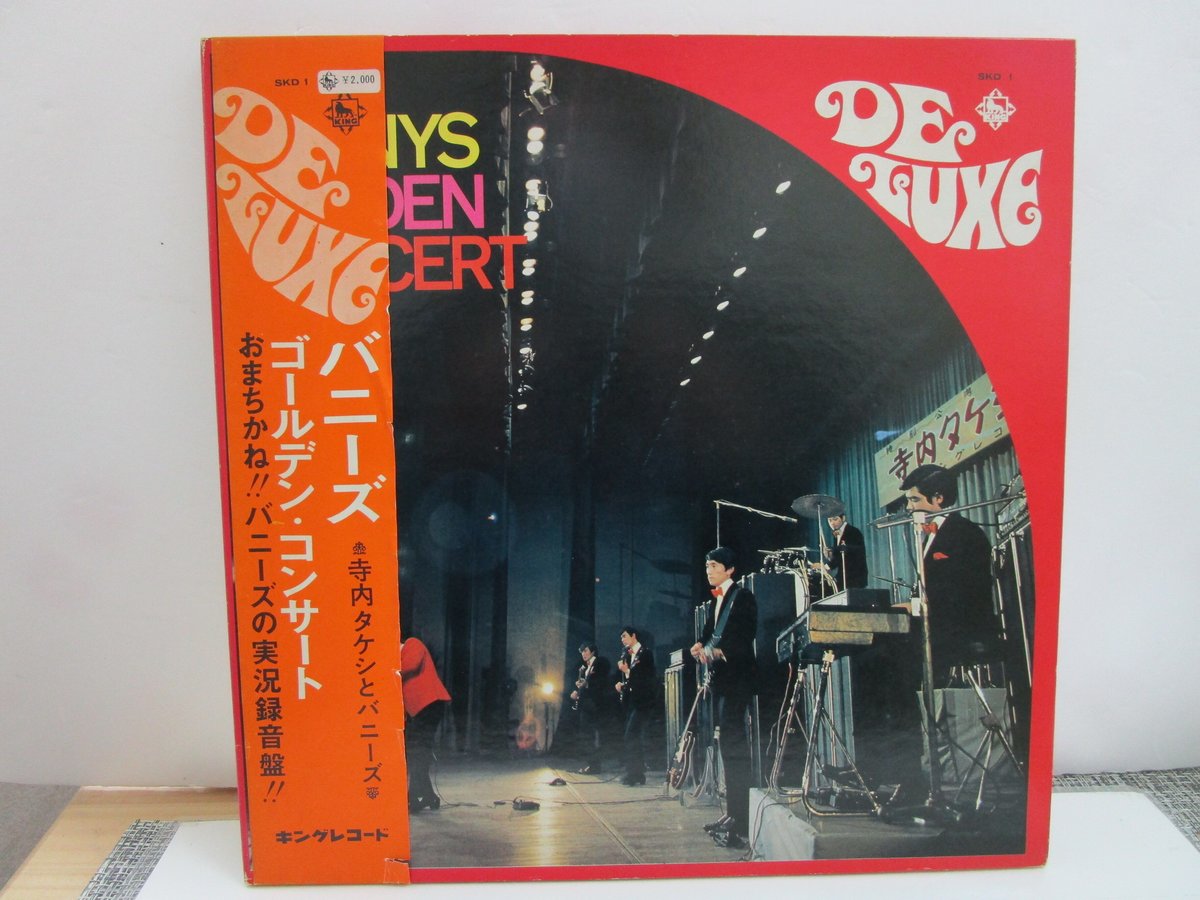 SKD 1
¥2,000
KING
DE
LUXE
バニーズ
ゴールデン・コンサート
寺内タケシとバニーズ
おまちかね!!バニーズの実況録音盤!!
キングレコード
NYS
DEN
CERT
SKD 1
KING
DE
LUXE
寺内タケ